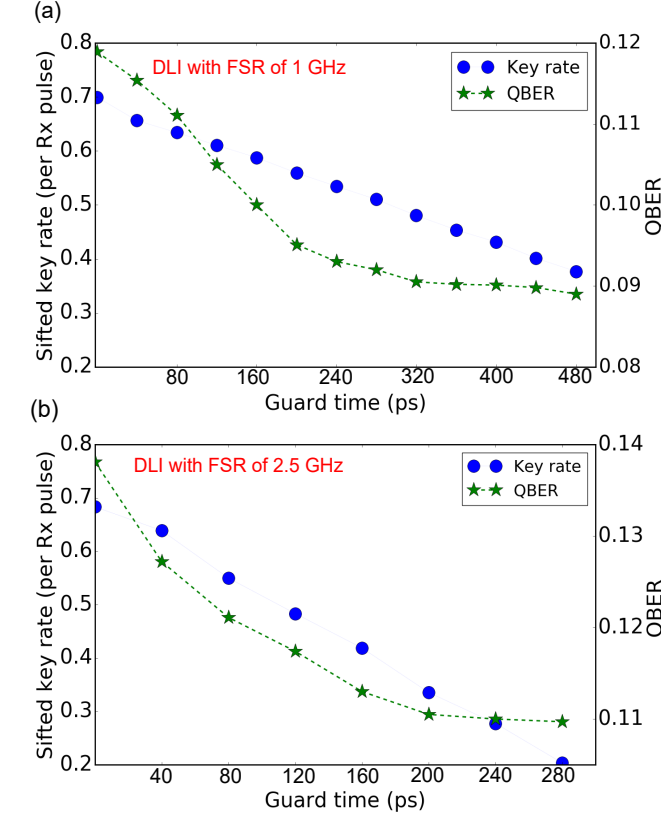 (a)
DLI with FSR of 1 GHz
Key rate
QBER
0.8
0.7
0.6
0.5
0.4
0.3
0.2
Sifted key rate (per Rx pulse)
0.12
0.11
0.10
0.09
0.08
QBER
80 160 240 320 400 480
Guard time (ps)
(b)
DLI with FSR of 2.5 GHz
Key rate
QBER
0.8
0.7
0.6
0.5
0.4
0.3
0.2
Sifted key rate (per Rx pulse)
0.14
0.13
0.12
0.11
QBER
40 80 120 160 200 240 280
Guard time (ps)